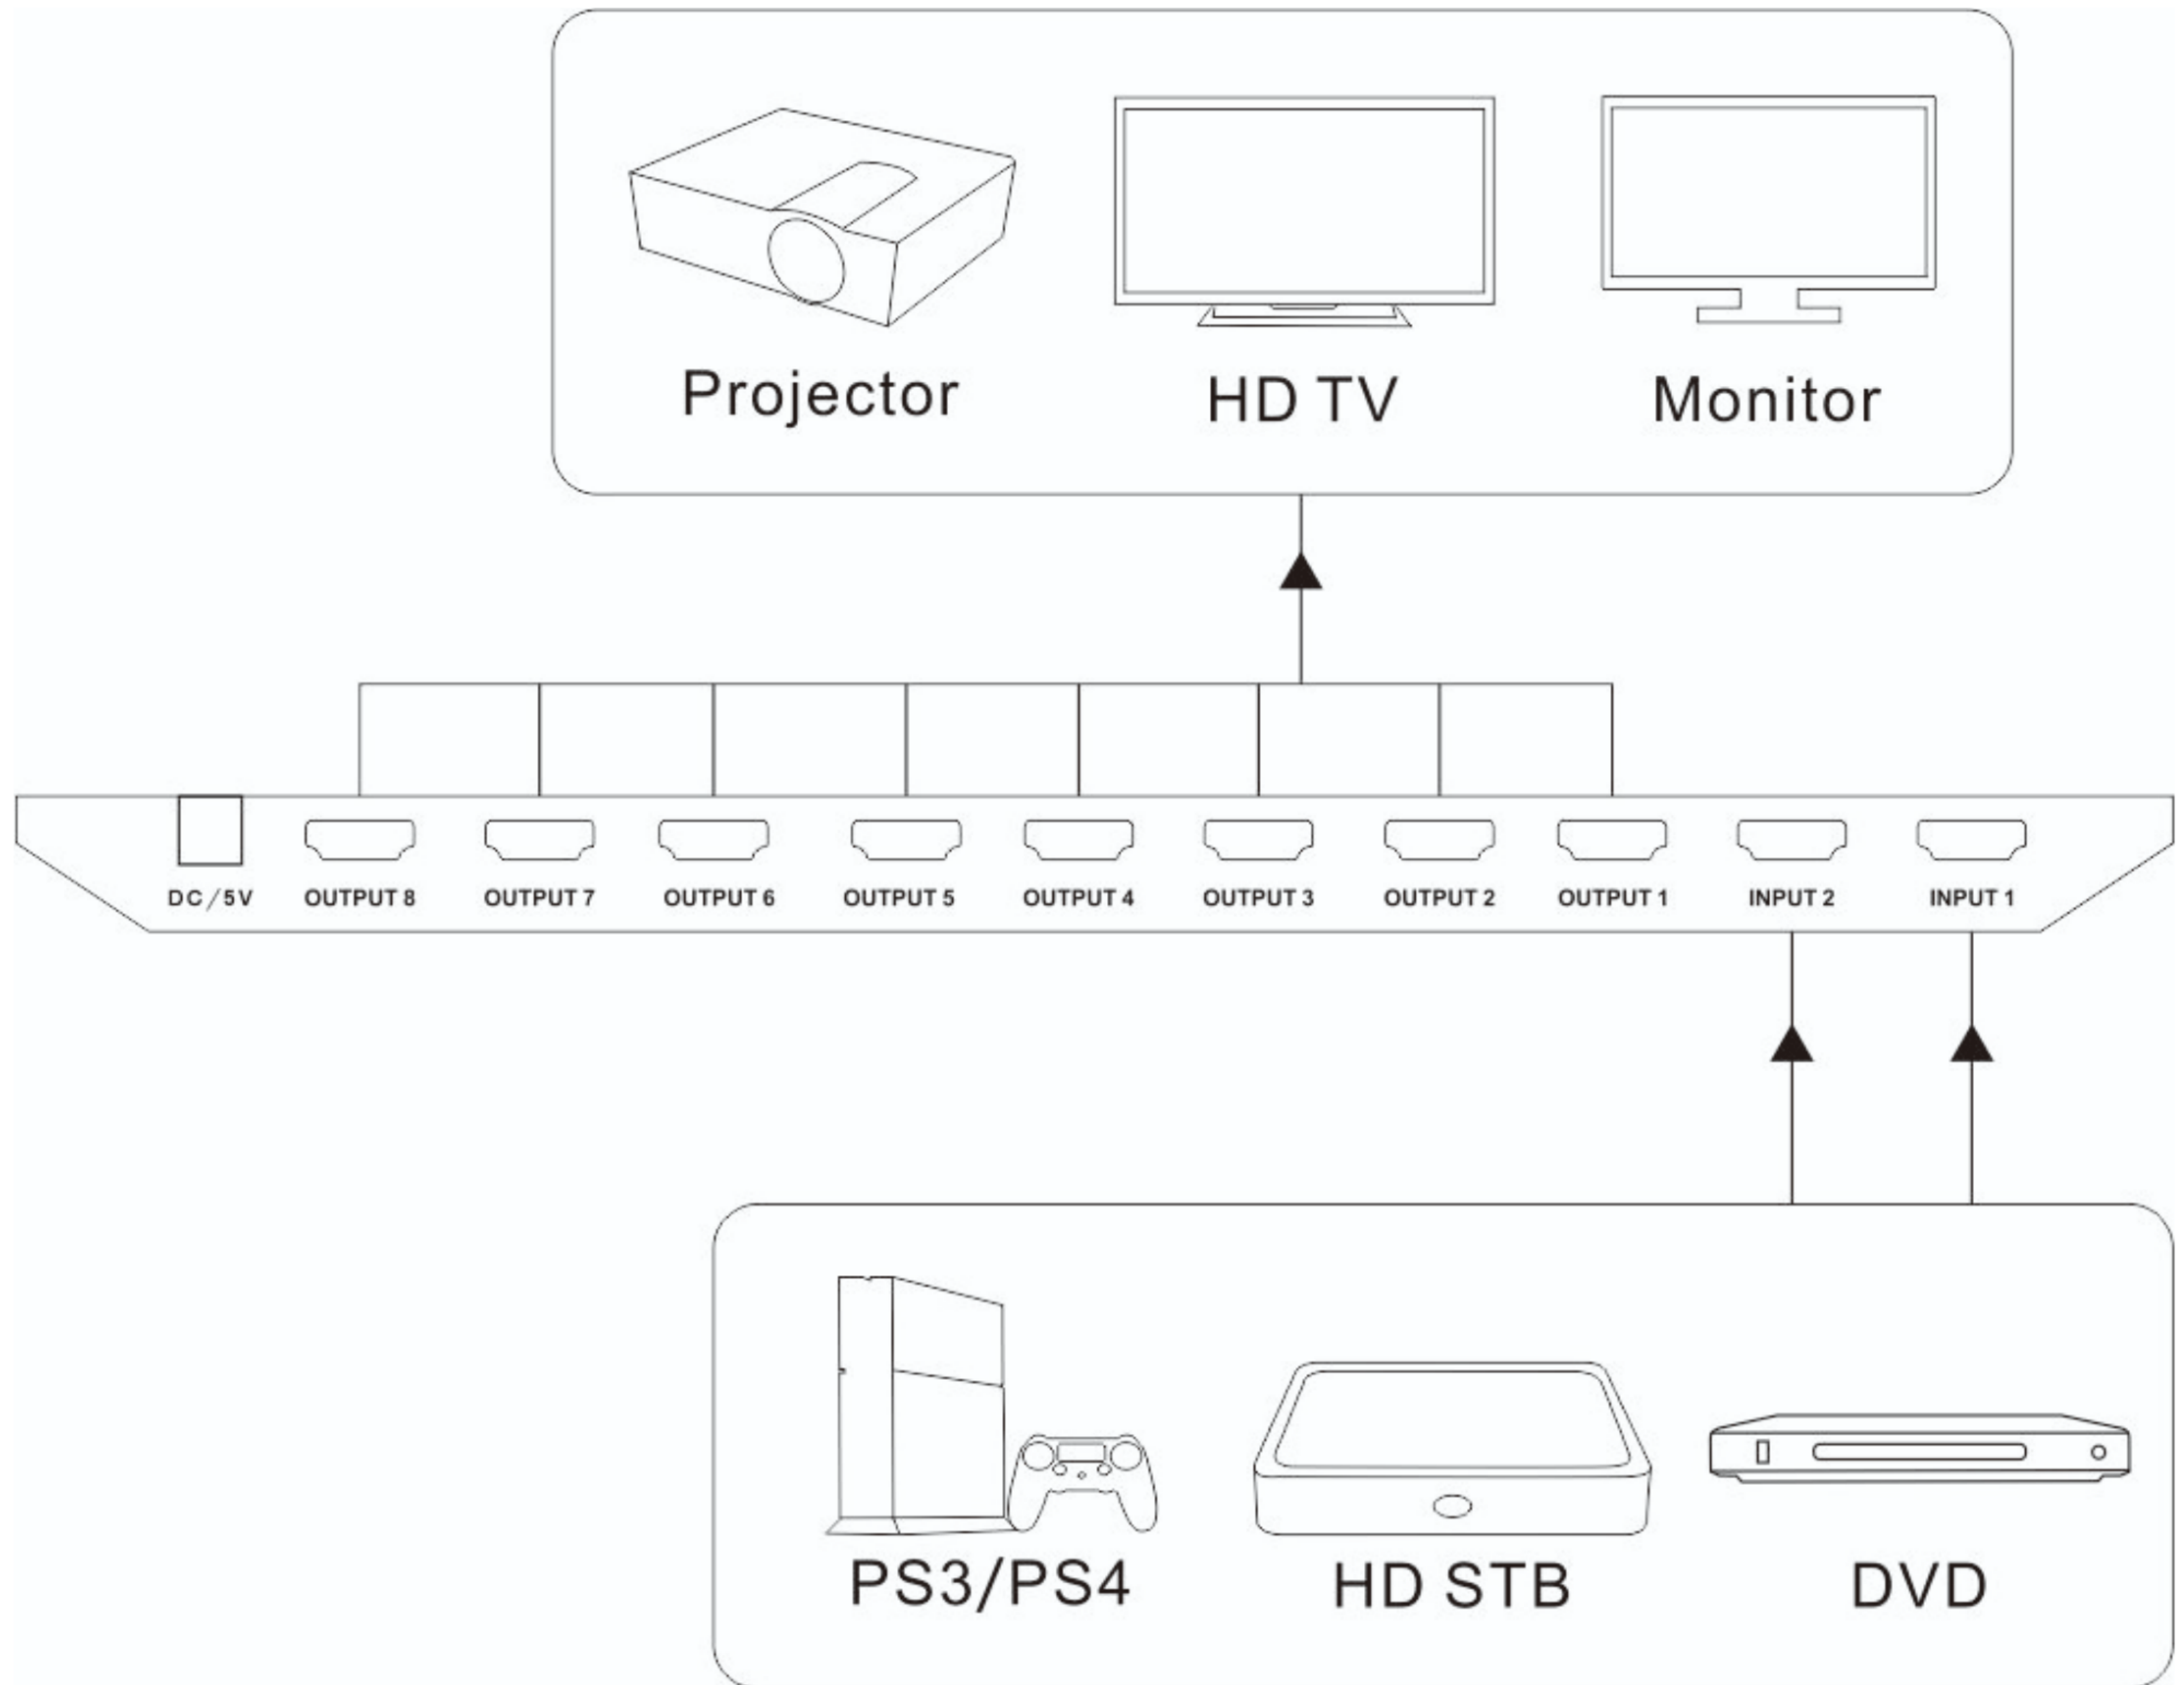 Projector
HD TV
Monitor
DC/5V
OUTPUT 8
OUTPUT 7
OUTPUT 6
OUTPUT 5
OUTPUT 4
OUTPUT 3
OUTPUT 2
OUTPUT 1
INPUT 2
INPUT 1
PS3/PS4
HD STB
DVD